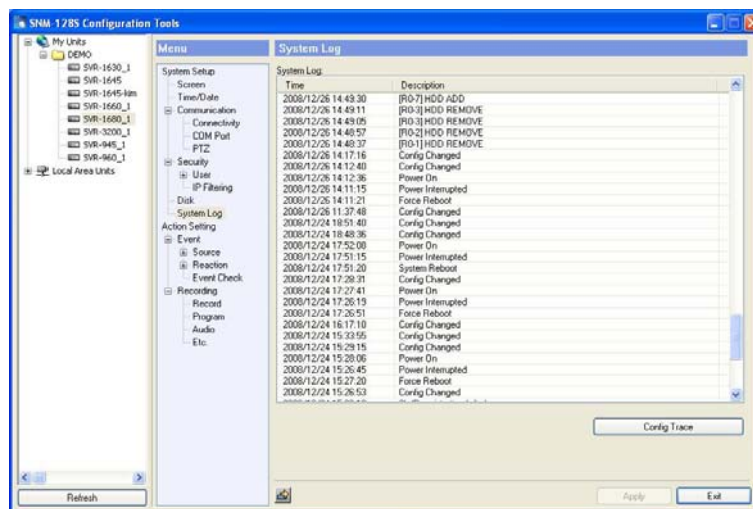 SNM-128S Configuration Tools
My Units
DEMO
SVR-1630_1
SVR-1645
SVR-1645-kim
SVR-1660_1
SVR-1680_1
SVR-3200_1
SVR-945_1
SVR-960_1
Local Area Units
Refresh
Menu
System Setup
Screen
Time/Date
Communication
Connectivity
COM Port
PTZ
Security
User
IP Filtering
Disk
System Log
Action Setting
Event
Source
Reaction
Event Check
Recording
Record
Program
Audio
Etc.
System Log
System Log:
Time Description
2008/12/26 14:49:30 [R0-7] HDD ADD
2008/12/26 14:49:11 [R0-3] HDD REMOVE
2008/12/26 14:49:05 [R0-3] HDD REMOVE
2008/12/26 14:48:57 [R0-2] HDD REMOVE
2008/12/26 14:48:37 [R0-1] HDD REMOVE
2008/12/26 14:17:16 Config Changed
2008/12/26 14:12:40 Config Changed
2008/12/26 14:12:36 Power On
2008/12/26 14:11:15 Power Interrupted
2008/12/26 14:11:21 Force Reboot
2008/12/26 11:37:48 Config Changed
2008/12/24 18:51:40 Config Changed
2008/12/24 18:48:36 Config Changed
2008/12/24 17:52:08 Power On
2008/12/24 17:51:15 Power Interrupted
2008/12/24 17:51:20 System Reboot
2008/12/24 17:28:31 Config Changed
2008/12/24 17:27:41 Power On
2008/12/24 17:26:19 Power Interrupted
2008/12/24 17:26:51 Force Reboot
2008/12/24 16:17:10 Config Changed
2008/12/24 15:33:55 Config Changed
2008/12/24 15:29:15 Config Changed
2008/12/24 15:28:06 Power On
2008/12/24 15:26:45 Power Interrupted
2008/12/24 15:27:20 Force Reboot
2008/12/24 15:26:53 Config Changed
Config Trace
Apply
Exit